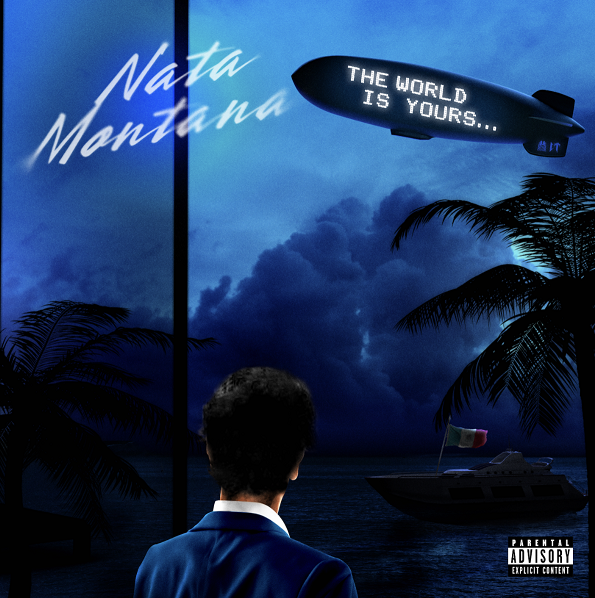 Nata
Montana
THE WORLD
IS YOURS...
PARENTAL
ADVISORY
EXPLICIT CONTENT